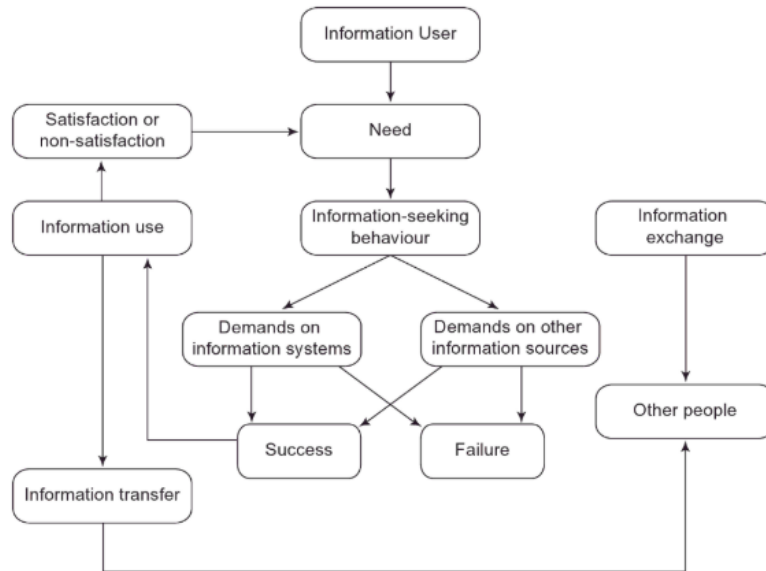 Information User
Satisfaction or
non-satisfaction
Need
Information use
Information-seeking
behaviour
Information
exchange
Demands on
information systems
Demands on other
information sources
Other people
Success
Failure
Information transfer